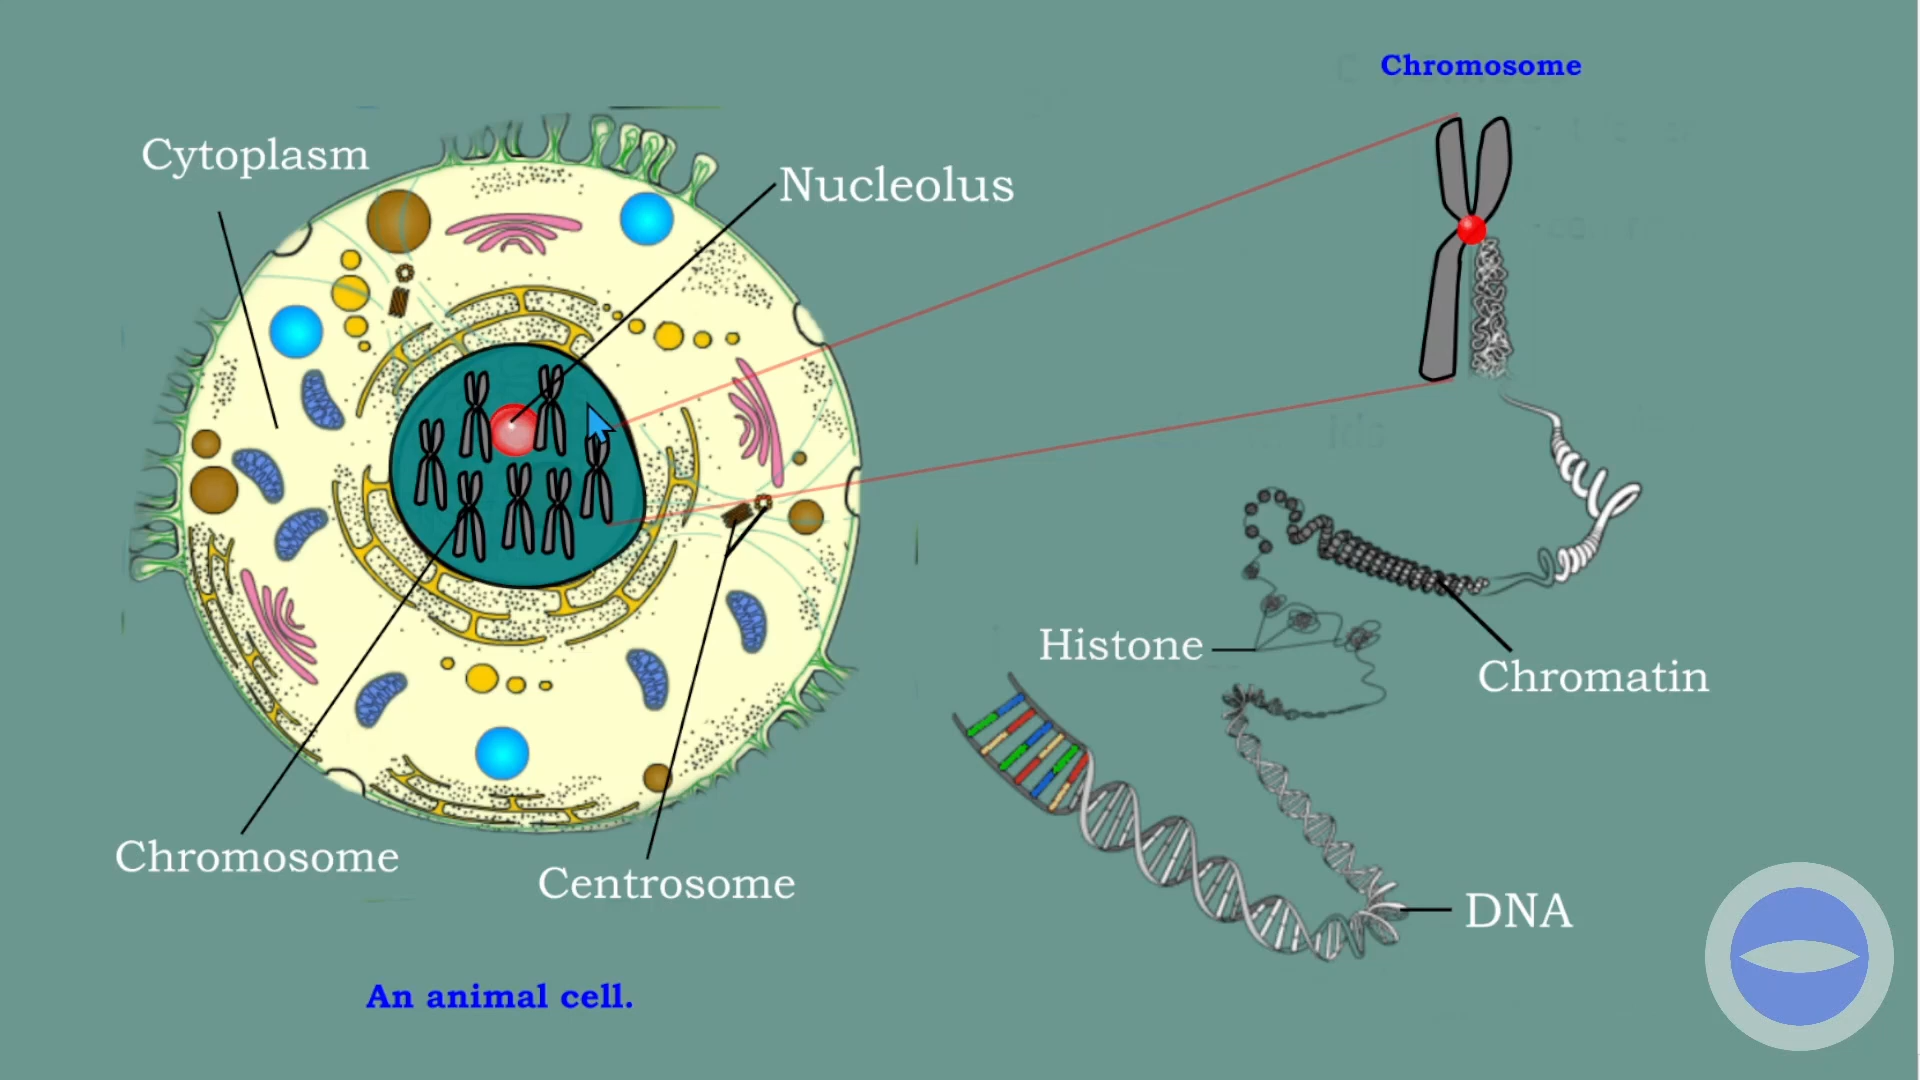 Chromosome
Cytoplasm
Nucleolus
Histone
Chromatin
Chromosome
Centrosome
DNA
An animal cell.